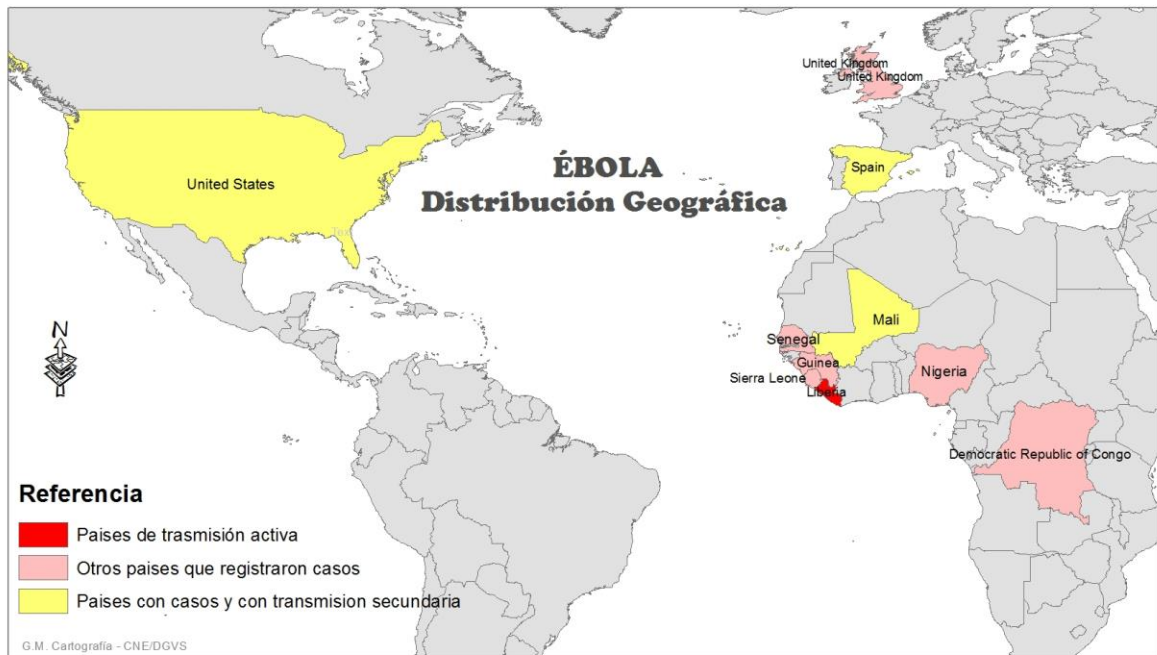 United Kingdom
United Kingdom
ÉBOLA
Distribución Geográfica
Spain
United States
Tex
Mali
Senegal
Guinea
Nigeria
Sierra Leone
Liberia
Democratic Republic of Congo
N
Referencia
Paises de trasmisión activa
Otros paises que registraron casos
Paises con casos y con transmision secundaria
G.M. Cartografía - CNE/DGVS